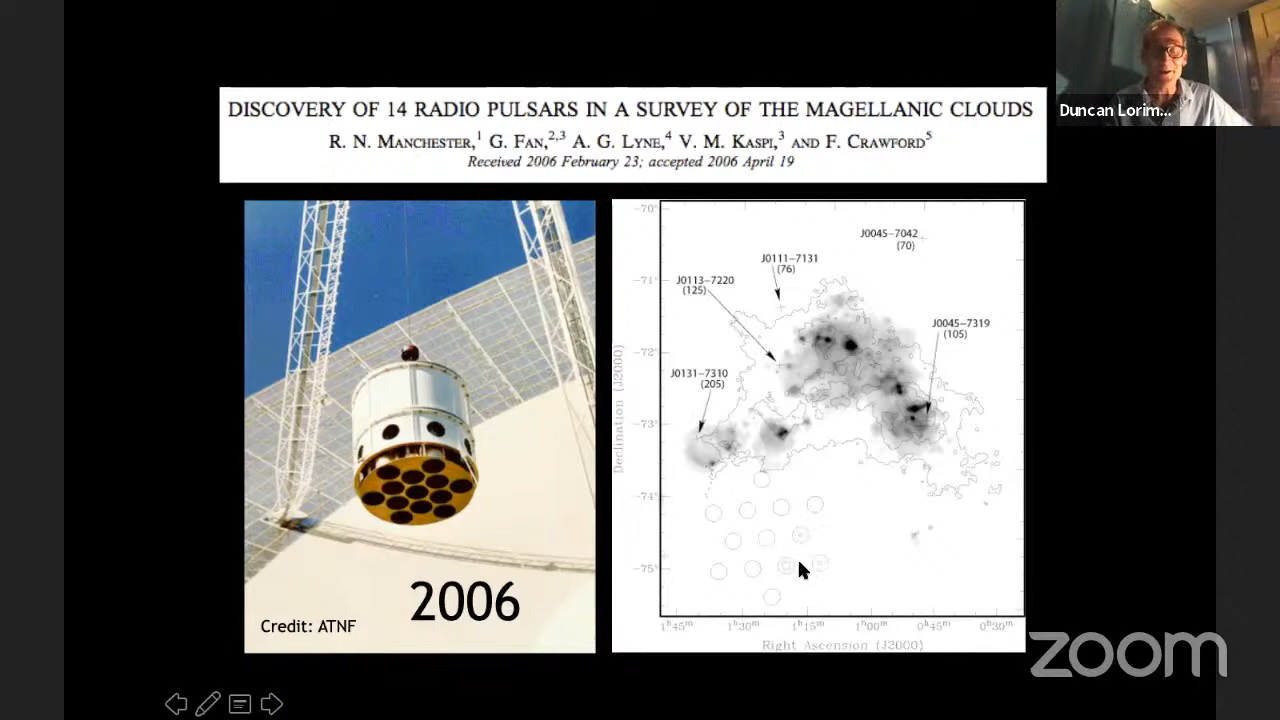 DISCOVERY OF 14 RADIO PULSARS IN A SURVEY OF THE MAGELLANIC CLOUDS
R. N. MANCHESTER,1 G. FAN,2,3 A. G. LYNE,4 V. M. KASPI,3 AND F. CRAWFORD5
Received 2006 February 23; accepted 2006 April 19
Duncan Lorim...
2006
Credit: ATNF
-70°
J0045-7042
(70)
J0111-7131
(76)
-71°
J0113-7220
(125)
J0045-7319
(105)
-72°
J0131-7310
(205)
-73°
-74°
-75°
Declination (J2000)
1h45m 1h30m 1h15m 1h00m 0h45m 0h30m
Right Ascension (J2000)
zoom